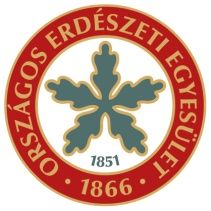 ORSZÁGOS ERDÉSZETI EGYESÜLET
1851
· 1866 ·